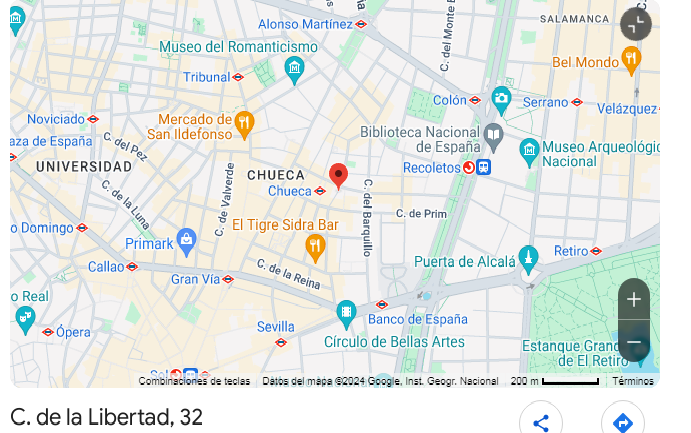 Alonso Martínez
SALAMANCA
C. del Monte E
Museo del Romanticismo
Bel Mondo
Tribunal
Colón
Serrano
Velázquez
Noviciado
Mercado de
San Ildefonso
Biblioteca Nacional
de España
aza de España
C. del Pez
Museo Arqueológic
Nacional
UNIVERSIDAD
CHUECA
Recoletos
Chueca
C. de Valverde
C. del Barquillo
C. de la Luna
C. de Prim
o Domingo
El Tigre Sidra Bar
Primark
Retiro
Puerta de Alcalá
Callao
Gran Vía
C. de la Reina
o Real
Ópera
Sevilla
Banco de España
Círculo de Bellas Artes
Estanque Grand
de El Retiro
Sol
Combinaciones de teclas
Datos del mapa ©2024 Google, Inst. Geogr. Nacional
200 m
Términos
C. de la Libertad, 32